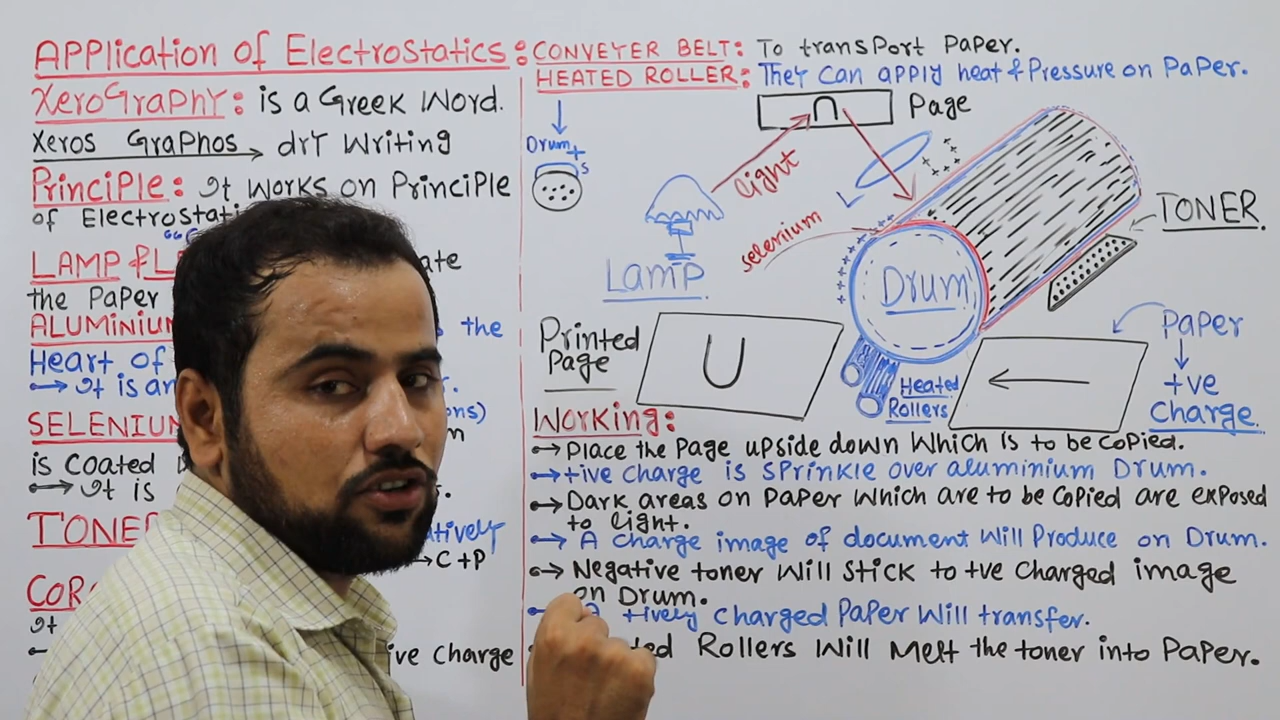 APPlication of Electrostatics:
XeroGraphy: is a Greek Word.
Xeros Graphos → drY Writing
Principle: It works on Principle
of Electrostati
LAMP & L ate
the PaPer
ALUMINIUM the
Heart of
→ It is an
SELENIUM ons)
is Coated
→ It is
TONER atively
→C+P
COR
It
ive Charge
CONVEYER BELT: To transPort PaPer.
HEATED ROLLER: They Can apply heat & Pressure on PaPer.
Page
Drum +
s
light
selenium
LAMP
Drum
TONER
Printed
Page
U
Heated
Rollers
PaPer
+ve
Charge
Working:
→ Place the Page upside down Which is to be Copied.
→ +ive Charge is SPrinkle over aluminium Drum.
→ Dark areas on PaPer Which are to be Copied are exposed
to light.
→ A charge image of document Will Produce on Drum.
→ Negative toner Will Stick to +ve Charged image
on Drum.
+ively Charged PaPer Will transfer.
ted Rollers Will Melt the toner into PaPer.